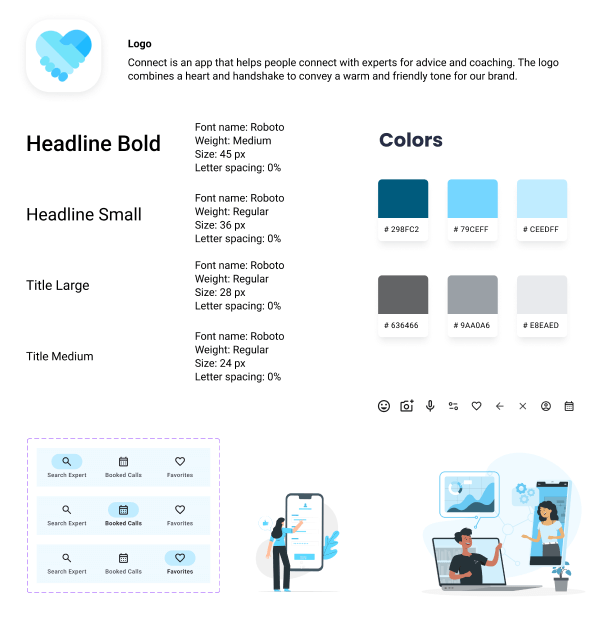 Logo
Connect is an app that helps people connect with experts for advice and coaching. The logo
combines a heart and handshake to convey a warm and friendly tone for our brand.
Headline Bold
Font name: Roboto
Weight: Medium
Size: 45 px
Letter spacing: 0%
Headline Small
Font name: Roboto
Weight: Regular
Size: 36 px
Letter spacing: 0%
Title Large
Font name: Roboto
Weight: Regular
Size: 28 px
Letter spacing: 0%
Title Medium
Font name: Roboto
Weight: Regular
Size: 24 px
Letter spacing: 0%
Colors
# 298FC2
# 79CEFF
# CEEDFF
# 636466
# 9AA0A6
# E8EAED
Search Expert
Booked Calls
Favorites
Search Expert
Booked Calls
Favorites
Search Expert
Booked Calls
Favorites